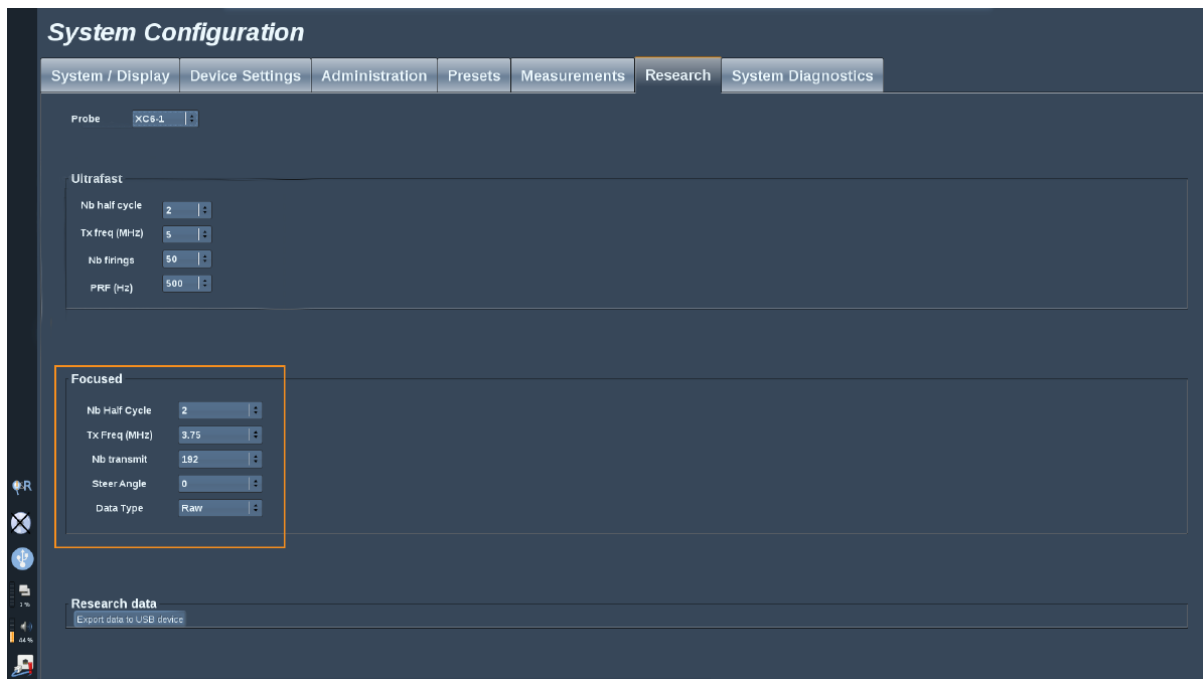 System Configuration
System / Display Device Settings Administration Presets Measurements Research System Diagnostics
Probe XC6-1
Ultrafast
Nb half cycle 2
Tx freq (MHz) 5
Nb firings 50
PRF (Hz) 500
Focused
Nb Half Cycle 2
Tx Freq (MHz) 3.75
Nb transmit 192
Steer Angle 0
Data Type Raw
R
1 %
44 %
Research data
Export data to USB device